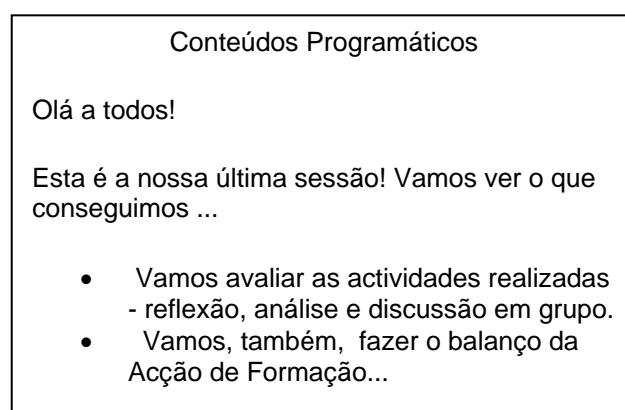 Conteúdos Programáticos
Olá a todos!
Esta é a nossa última sessão! Vamos ver o que
conseguimos ...
• Vamos avaliar as actividades realizadas
- reflexão, análise e discussão em grupo.
• Vamos, também, fazer o balanço da
Acção de Formação...